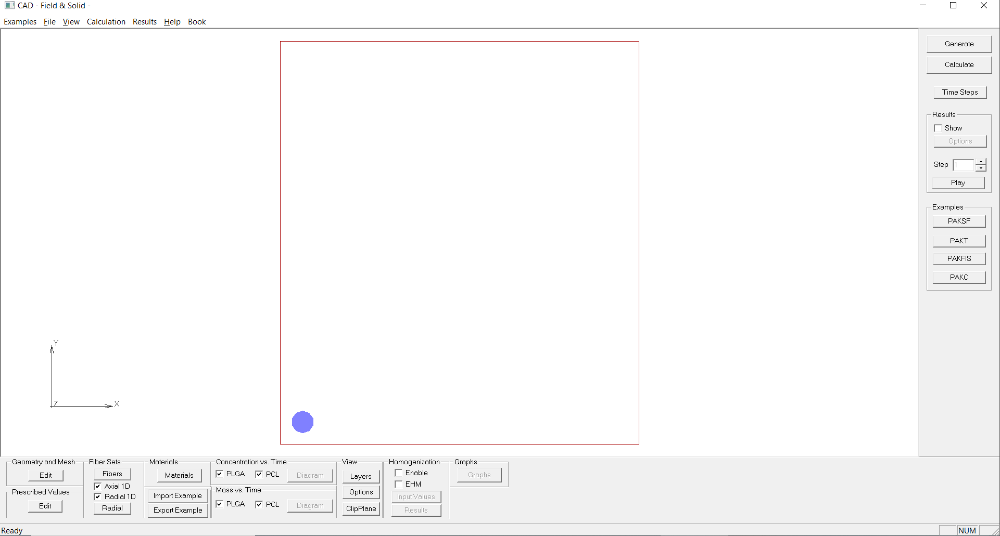 CAD - Field & Solid -
Examples File View Calculation Results Help Book
Generate
Calculate
Time Steps
Results
Show
Options
Step 1
Play
Examples
PAKSF
PAKT
PAKFIS
PAKC
Y
Z X
Geometry and Mesh
Edit
Prescribed Values
Edit
Fiber Sets
Fibers
Axial 1D
Radial 1D
Radial
Materials
Materials
Import Example
Export Example
Concentration vs. Time
PLGA PCL Diagram
Mass vs. Time
PLGA PCL Diagram
View
Layers
Options
ClipPlane
Homogenization
Enable
EHM
Input Values
Results
Graphs
Graphs
Ready
NUM